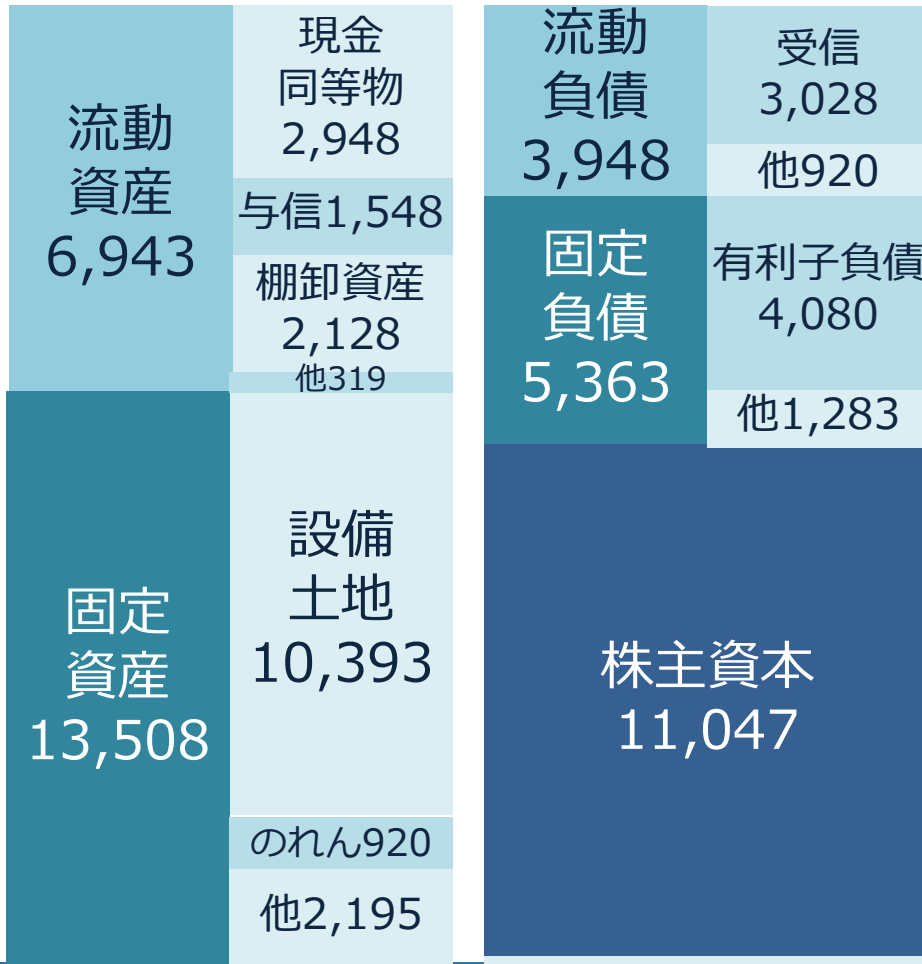 流動
資産
6,943
現金
同等物
2,948
与信1,548
棚卸資産
2,128
他319
固定
資産
13,508
設備
土地
10,393
のれん920
他2,195
流動
負債
3,948
受信
3,028
他920
固定
負債
5,363
有利子負債
4,080
他1,283
株主資本
11,047